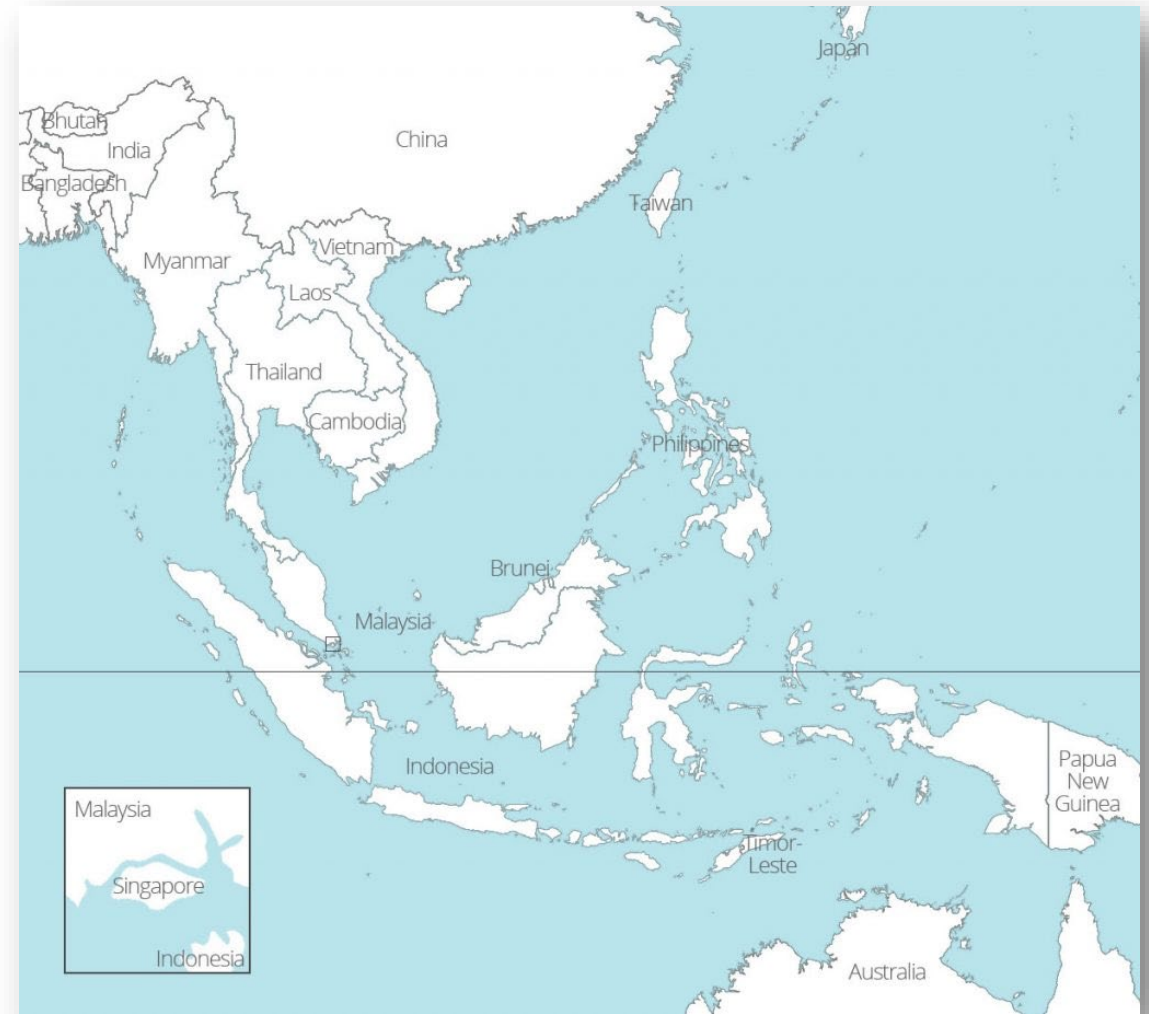 Japan
Bhutan
China
India
Bangladesh
Taiwan
Vietnam
Myanmar
Laos
Thailand
Cambodia
Philippines
Brunei
Malaysia
Indonesia
Papua
New
Guinea
Malaysia
Timor-
Leste
Singapore
Indonesia
Australia